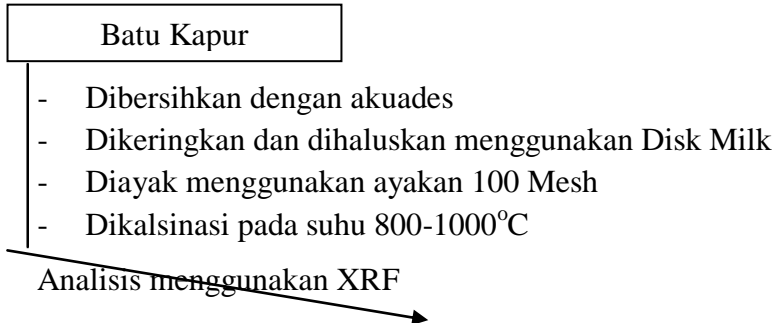 Batu Kapur
- Dibersihkan dengan akuades
- Dikeringkan dan dihaluskan menggunakan Disk Milk
- Diayak menggunakan ayakan 100 Mesh
- Dikalsinasi pada suhu 800-1000°C
Analisis menggunakan XRF